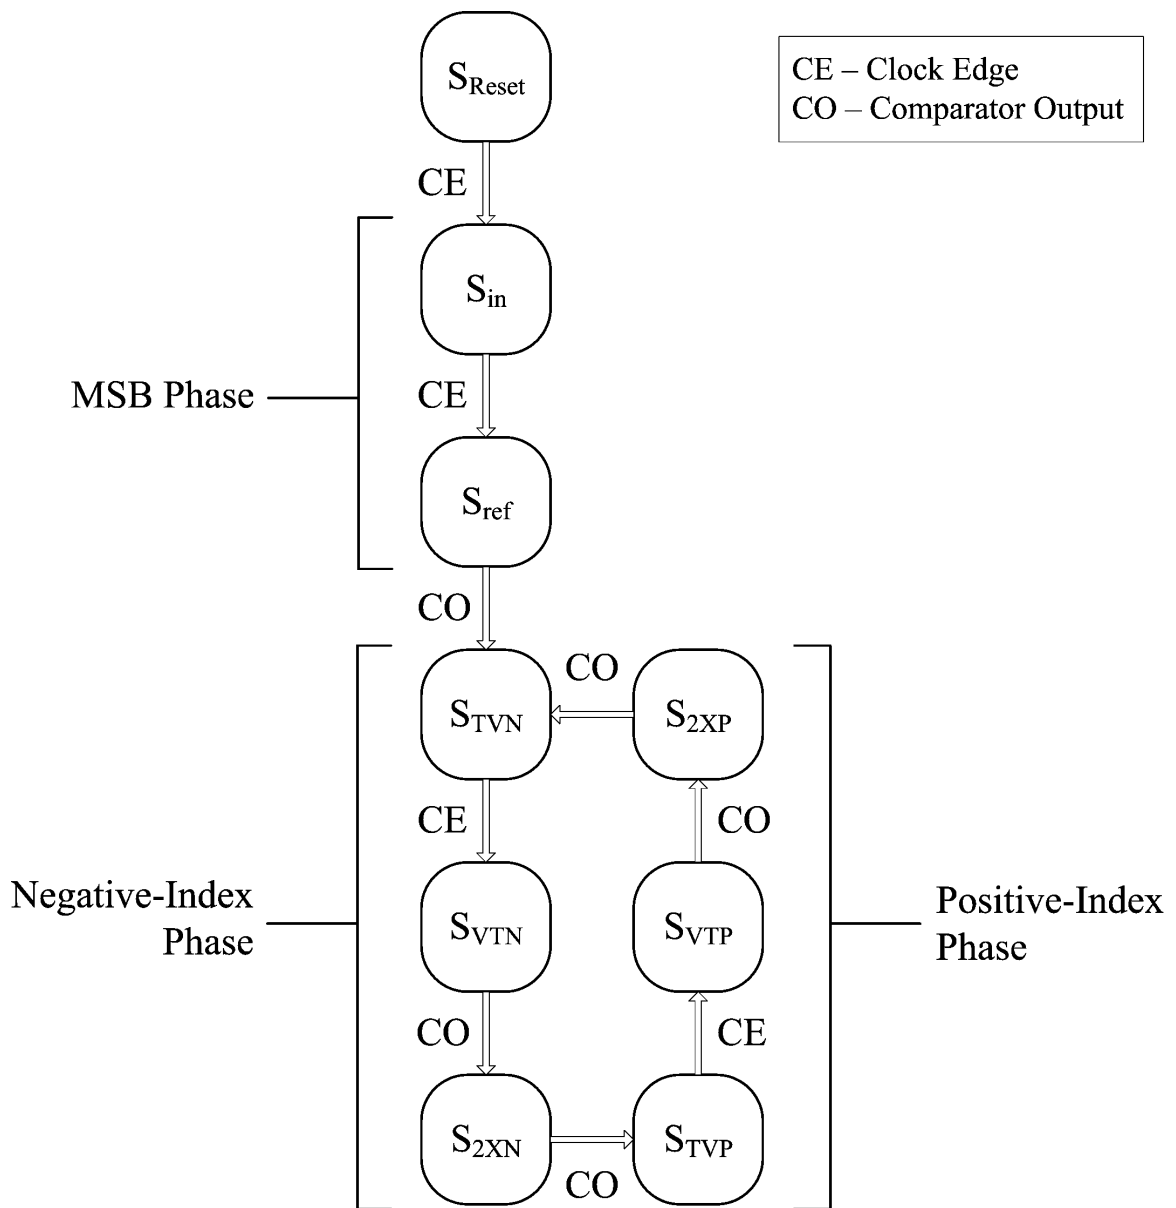 S_Reset
CE – Clock Edge
CO – Comparator Output
CE
S_in
MSB Phase
CE
S_ref
CO
S_TVN
CO
S_2XP
CE
CO
Negative-Index
Phase
S_VTN
S_VTP
Positive-Index
Phase
CO
CE
S_2XN
CO
S_TVP